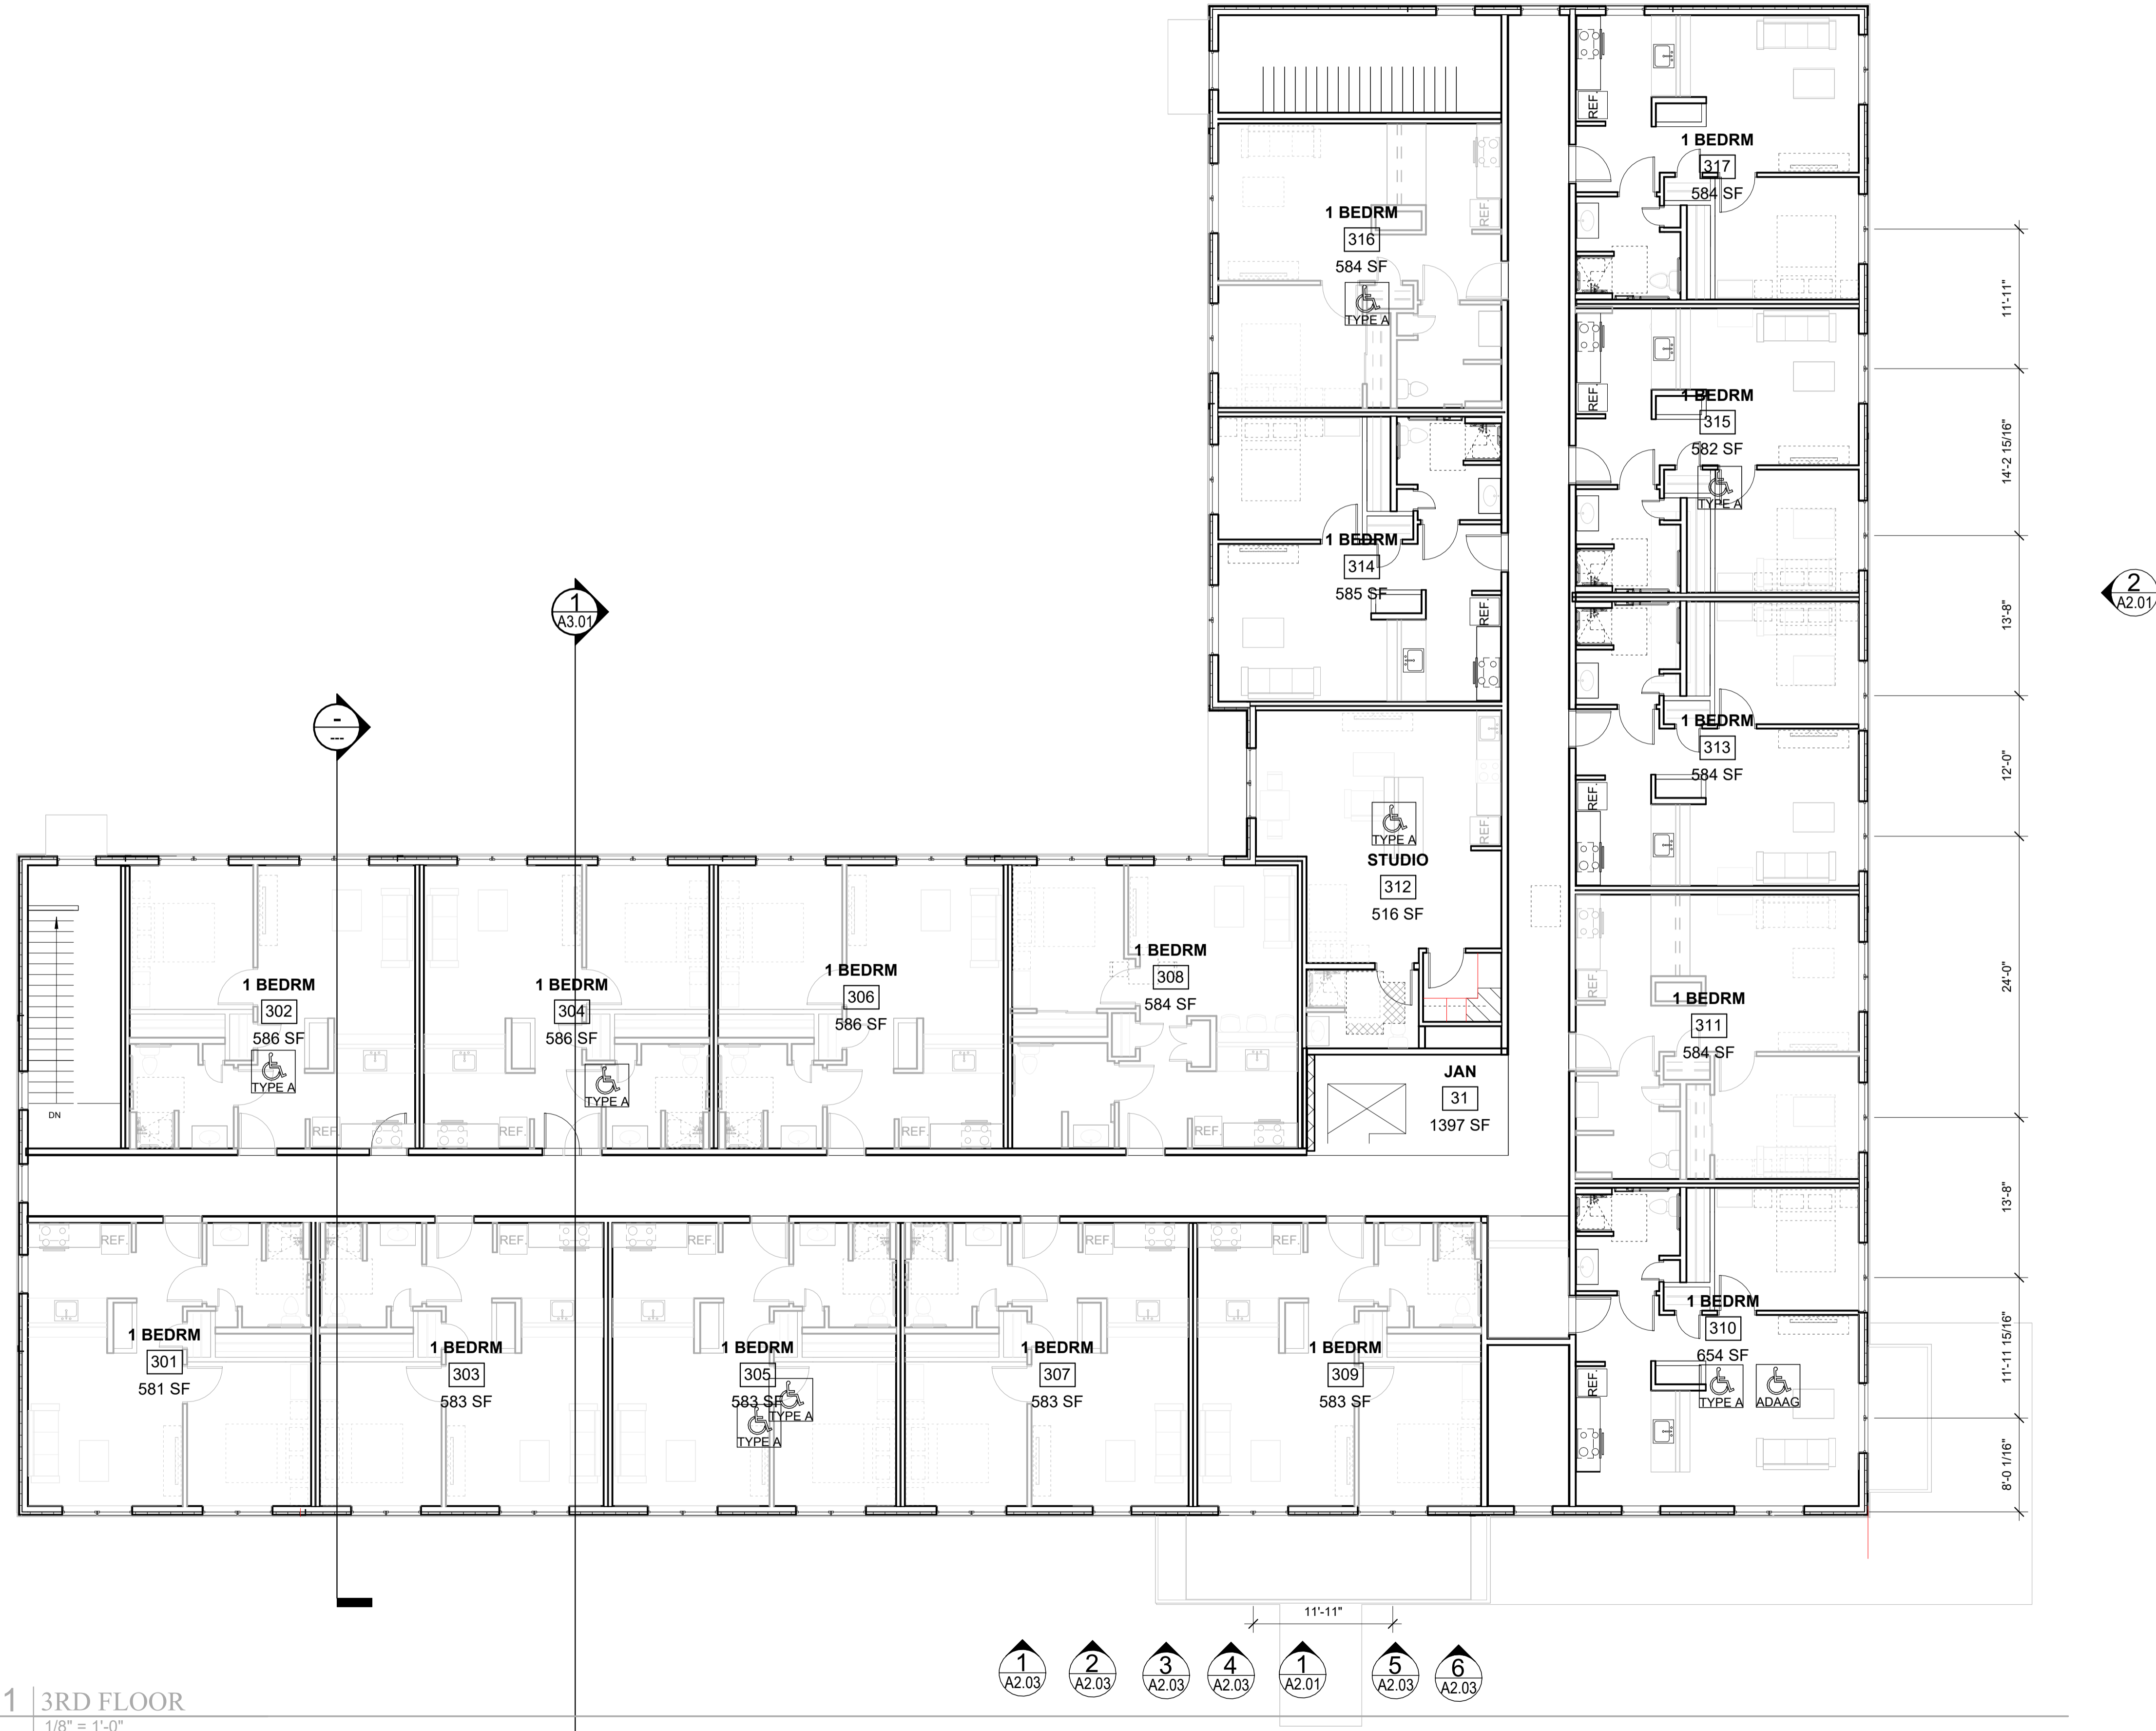 REF.
1 BEDRM
317
584 SF
1 BEDRM
316
584 SF
TYPE A
REF.
11'-11"
REF.
1 BEDRM
315
582 SF
TYPE A
14'-2 15/16"
1 BEDRM
314
585 SF
REF.
13'-8"
2
A2.01
1
A3.01
-
---
1 BEDRM
313
584 SF
REF.
12'-0"
TYPE A
REF.
STUDIO
312
516 SF
24'-0"
1 BEDRM
302
586 SF
TYPE A
REF.
1 BEDRM
304
586 SF
TYPE A
REF.
1 BEDRM
306
586 SF
REF.
1 BEDRM
308
584 SF
REF.
DN
JAN
31
1397 SF
REF.
1 BEDRM
311
584 SF
13'-8"
REF.
1 BEDRM
301
581 SF
REF.
1 BEDRM
303
583 SF
REF.
1 BEDRM
305
583 SF
TYPE A
TYPE A
REF.
1 BEDRM
307
583 SF
REF.
1 BEDRM
309
583 SF
1 BEDRM
310
654 SF
TYPE A
ADAAG
REF.
11'-11 15/16"
8'-0 1/16"
11'-11"
1
A2.03
2
A2.03
3
A2.03
4
A2.03
1
A2.01
5
A2.03
6
A2.03
1
3RD FLOOR
1/8" = 1'-0"